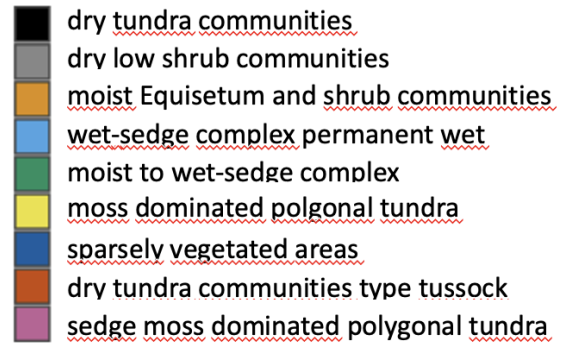 dry tundra communities
dry low shrub communities
moist Equisetum and shrub communities
wet-sedge complex permanent wet
moist to wet-sedge complex
moss dominated polgonal tundra
sparsely vegetated areas
dry tundra communities type tussock
sedge moss dominated polygonal tundra